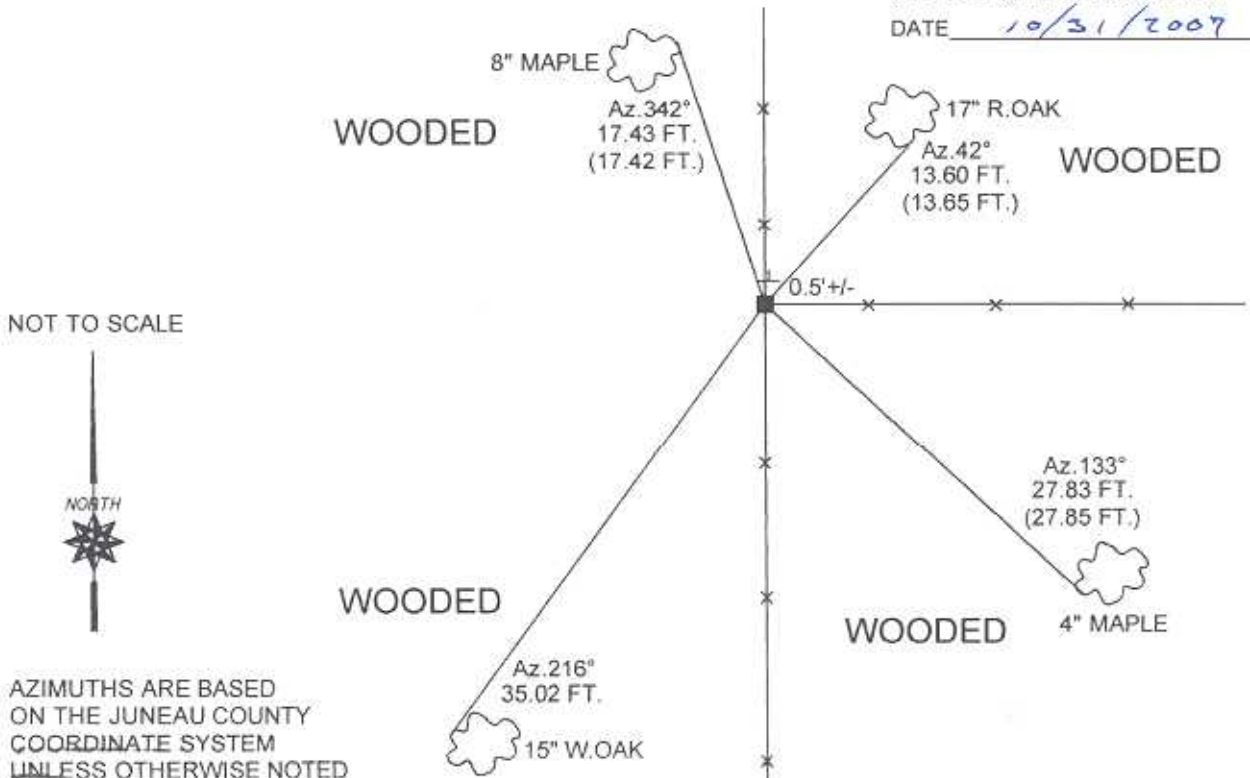 DATE 10/31/2007
8" MAPLE
Az.342°
17.43 FT.
(17.42 FT.)
WOODED
17" R.OAK
Az.42°
13.60 FT.
(13.65 FT.)
WOODED
0.5'+/-
NOT TO SCALE
NORTH
Az.133°
27.83 FT.
(27.85 FT.)
4" MAPLE
WOODED
WOODED
Az.216°
35.02 FT.
15" W.OAK
AZIMUTHS ARE BASED
ON THE JUNEAU COUNTY
COORDINATE SYSTEM
UNLESS OTHERWISE NOTED